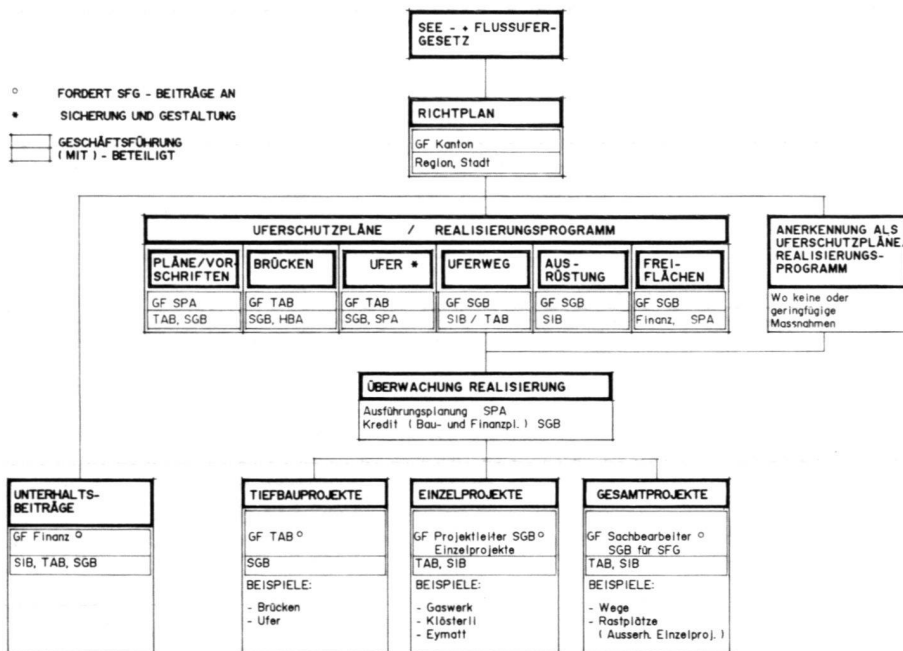 SEE - + FLUSSUFER-
GESETZ
° FORDERT SFG - BEITRÄGE AN
* SICHERUNG UND GESTALTUNG
GESCHÄFTSFÜHRUNG
( MIT ) - BETEILIGT
RICHTPLAN
GF Kanton
Region, Stadt
UFERSCHUTZPLÄNE / REALISIERUNGSPROGRAMM
PLÄNE/VOR-
SCHRIFTEN
GF SPA
TAB, SGB
BRÜCKEN
GF TAB
SGB, HBA
UFER *
GF TAB
SGB, SPA
UFERWEG
GF SGB
SIB / TAB
AUS-
RÜSTUNG
GF SGB
SIB
FREI-
FLÄCHEN
GF SGB
Finanz, SPA
ANERKENNUNG ALS
UFERSCHUTZPLÄNE,
REALISIERUNGS-
PROGRAMM
Wo keine oder
geringfügige
Massnahmen
ÜBERWACHUNG REALISIERUNG
Ausführungsplanung SPA
Kredit ( Bau- und Finanzpl. ) SGB
UNTERHALTS-
BEITRÄGE
GF Finanz °
SIB, TAB, SGB
TIEFBAUPROJEKTE
GF TAB °
SGB
BEISPIELE:
- Brücken
- Ufer
EINZELPROJEKTE
GF Projektleiter SGB °
Einzelprojekte
TAB, SIB
BEISPIELE:
- Gaswerk
- Klösterli
- Eymatt
GESAMTPROJEKTE
GF Sachbearbeiter °
SGB für SFG
TAB, SIB
BEISPIELE:
- Wege
- Rastplätze
( Ausserh. Einzelproj. )